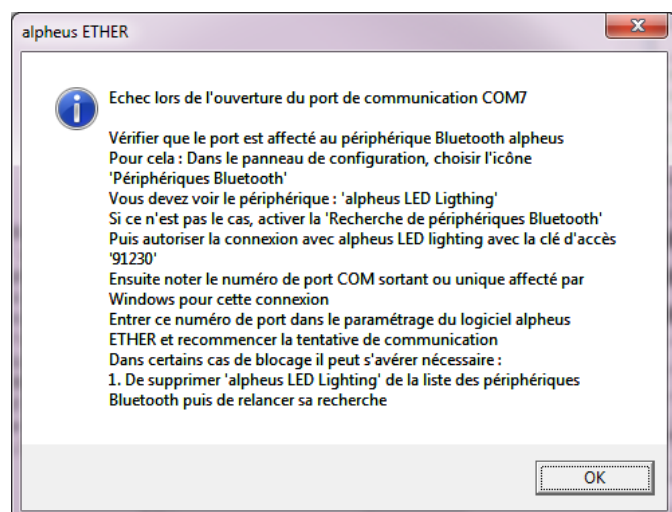 alpheus ETHER
Echec lors de l'ouverture du port de communication COM7
Vérifier que le port est affecté au périphérique Bluetooth alpheus
Pour cela : Dans le panneau de configuration, choisir l'icône
'Périphériques Bluetooth'
Vous devez voir le périphérique : 'alpheus LED Ligthing'
Si ce n'est pas le cas, activer la 'Recherche de périphériques Bluetooth'
Puis autoriser la connexion avec alpheus LED lighting avec la clé d'accès
'91230'
Ensuite noter le numéro de port COM sortant ou unique affecté par
Windows pour cette connexion
Entrer ce numéro de port dans le paramétrage du logiciel alpheus
ETHER et recommencer la tentative de communication
Dans certains cas de blocage il peut s'avérer nécessaire :
1. De supprimer 'alpheus LED Lighting' de la liste des périphériques
Bluetooth puis de relancer sa recherche
OK